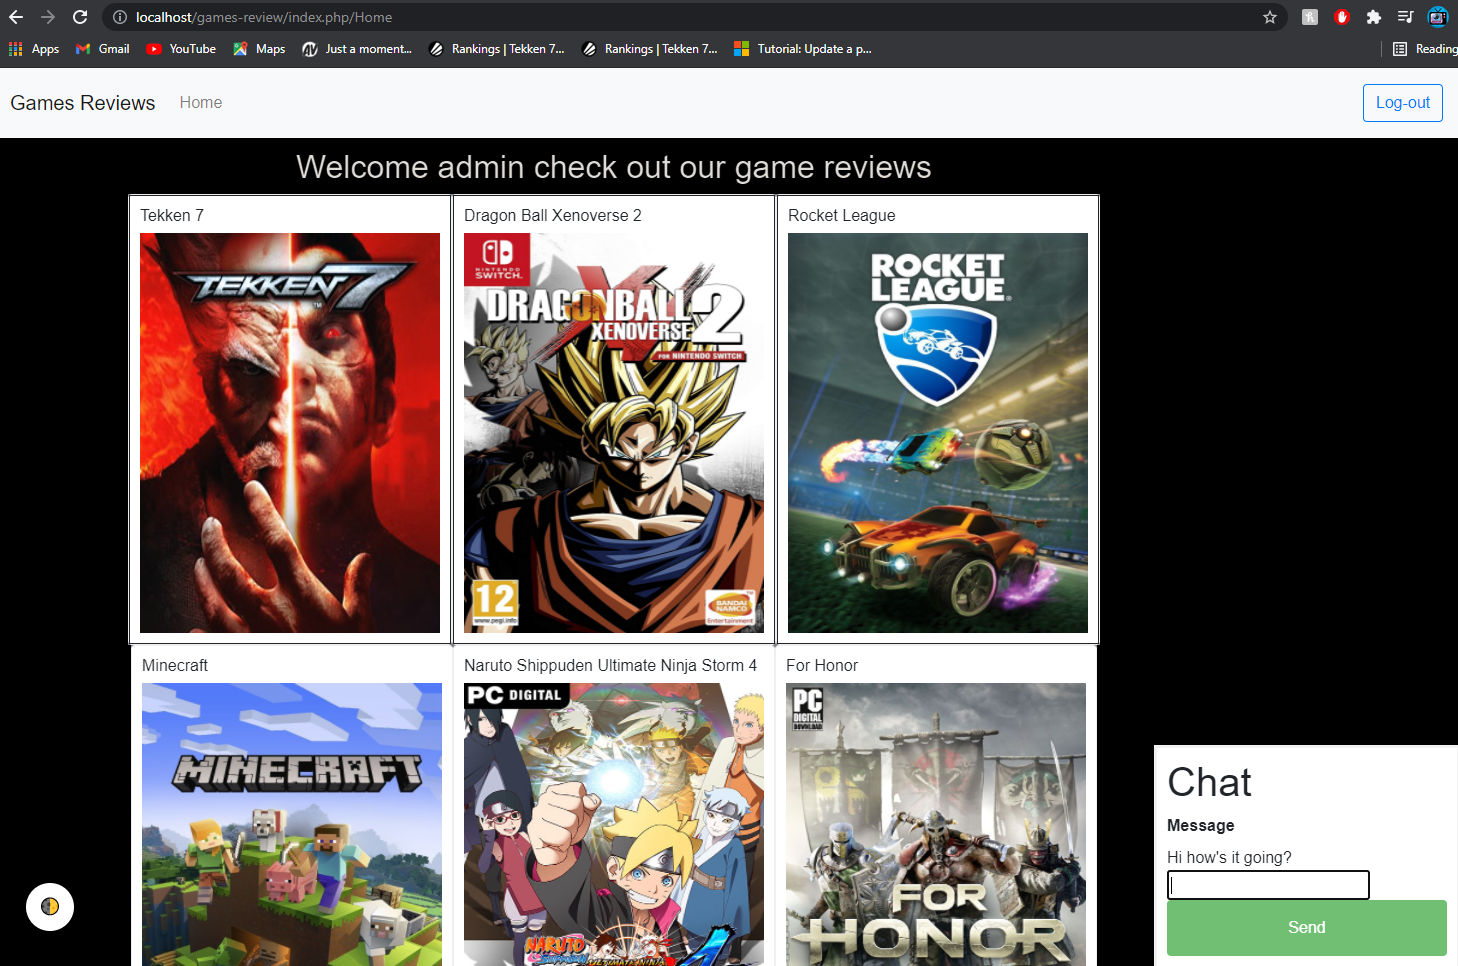 localhost/games-review/index.php/Home
Apps Gmail YouTube Maps Just a moment... Rankings | Tekken 7... Rankings | Tekken 7... Tutorial: Update a p... Reading
Games Reviews Home Log-out
Welcome admin check out our game reviews
Tekken 7
TEKKEN 7
Dragon Ball Xenoverse 2
NINTENDO
SWITCH
DRAGONBALL
XENOVERSE 2
FOR NINTENDO SWITCH
12
www.pegi.info
BANDAI
NAMCO
Entertainment
Rocket League
ROCKET
LEAGUE
Minecraft
MINECRAFT
Naruto Shippuden Ultimate Ninja Storm 4
PC DIGITAL
NARUTO
For Honor
PC
DIGITAL
DOWNLOAD
FOR
HONOR
Chat
Message
Hi how's it going?
Send